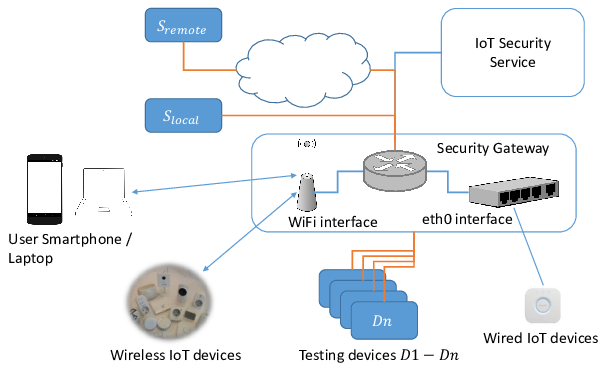 S_remote
IoT Security
Service
S_local
Security Gateway
WiFi interface
eth0 interface
User Smartphone /
Laptop
Dn
Wireless IoT devices
Testing devices D1 − Dn
Wired IoT devices